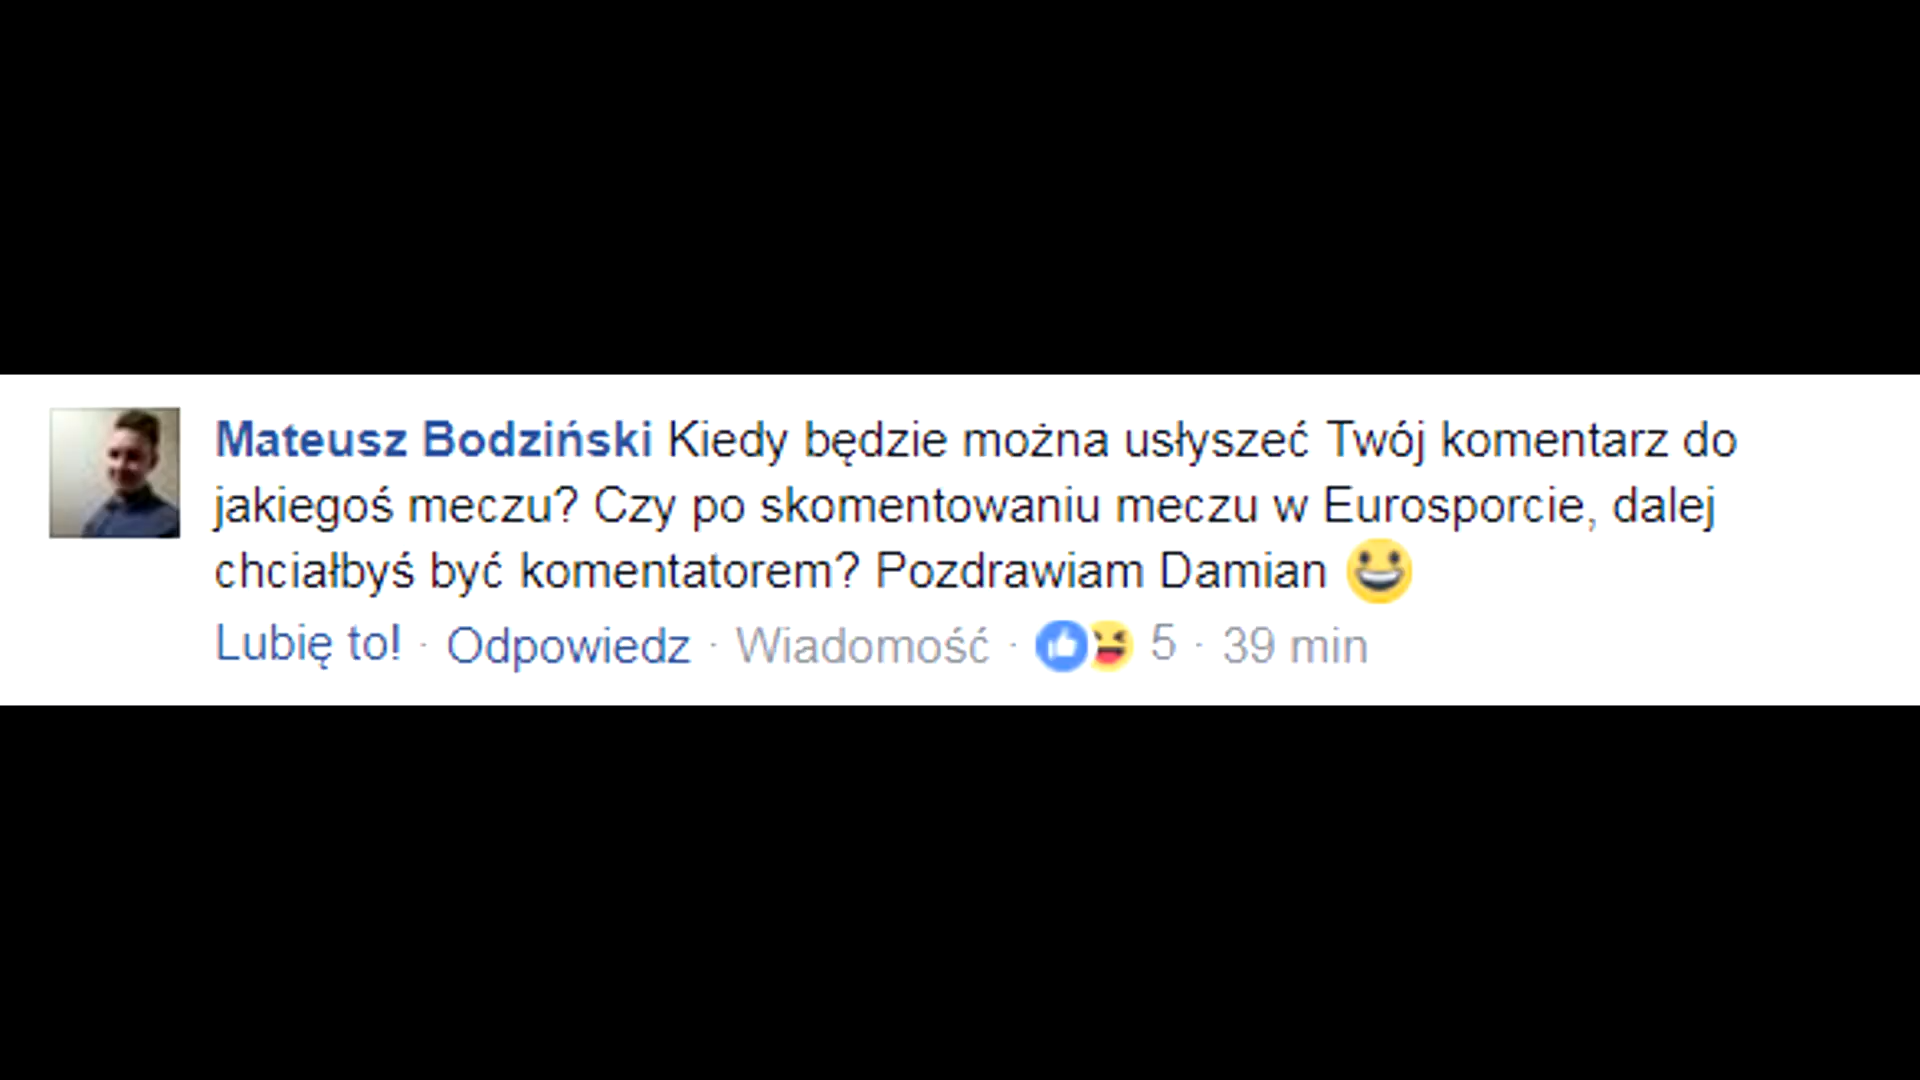 Mateusz Bodziński Kiedy będzie można usłyszeć Twój komentarz do
jakiegoś meczu? Czy po skomentowaniu meczu w Eurosporcie, dalej
chciałbyś być komentatorem? Pozdrawiam Damian 😀
Lubię to! · Odpowiedz · Wiadomość · 5 · 39 min